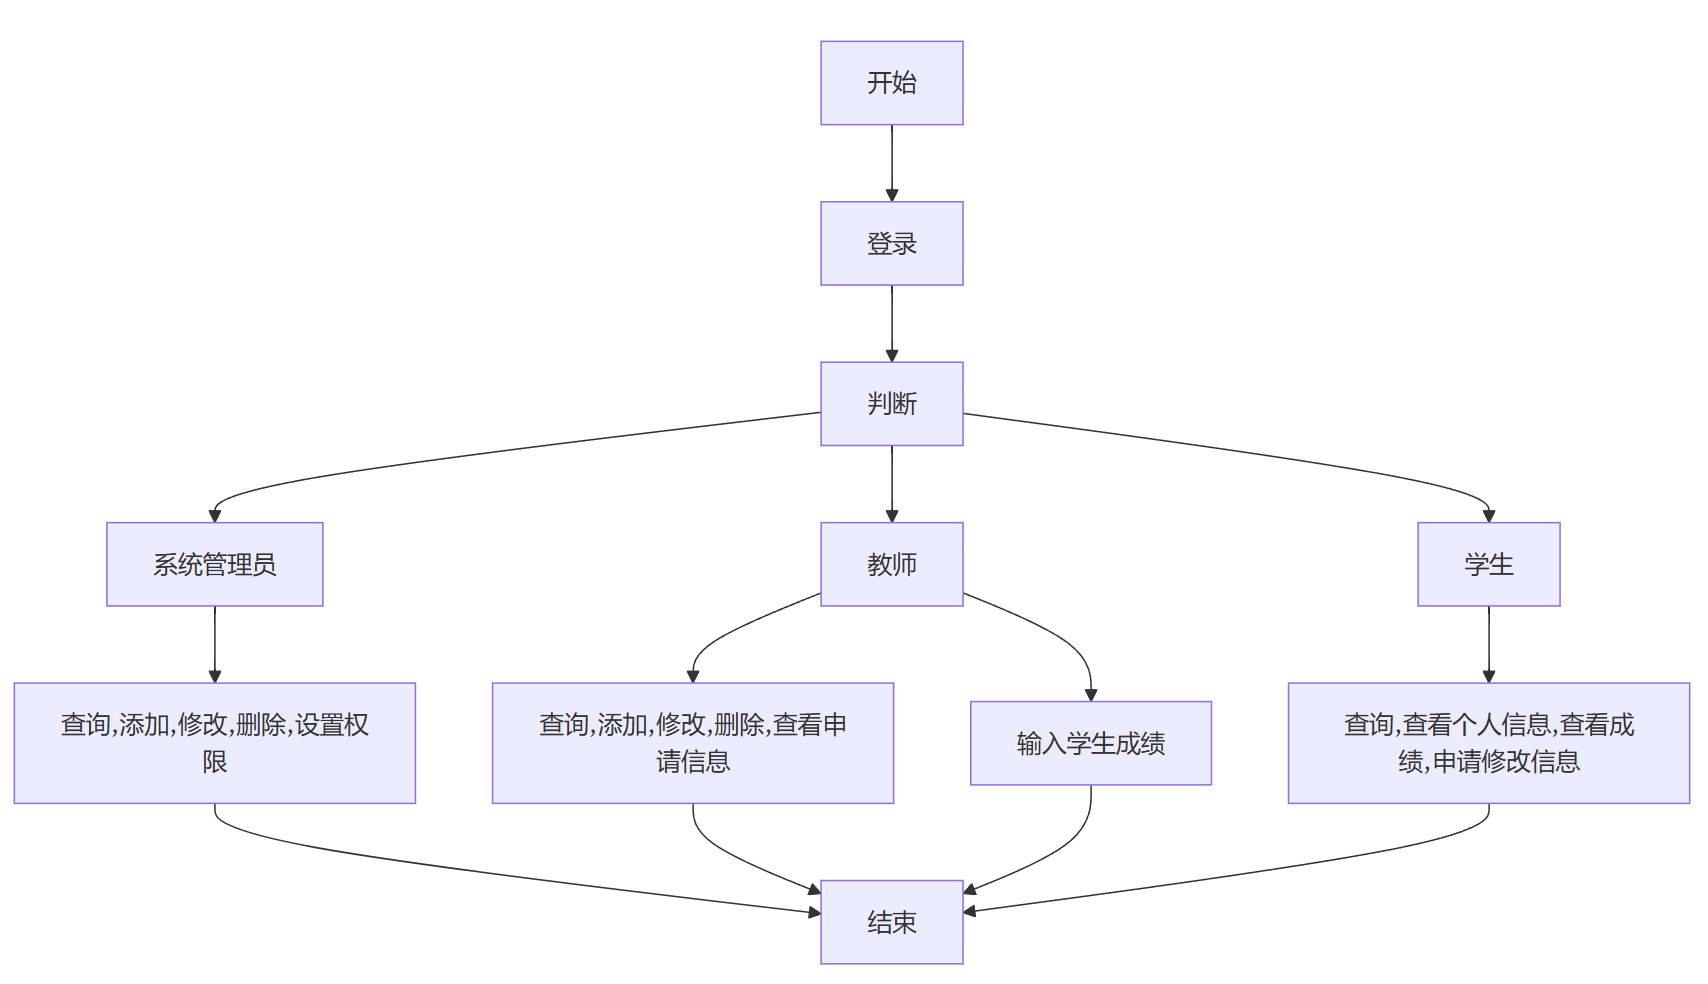 开始
登录
判断
系统管理员
教师
学生
查询,添加,修改,删除,设置权
限
查询,添加,修改,删除,查看申
请信息
输入学生成绩
查询,查看个人信息,查看成
绩,申请修改信息
结束